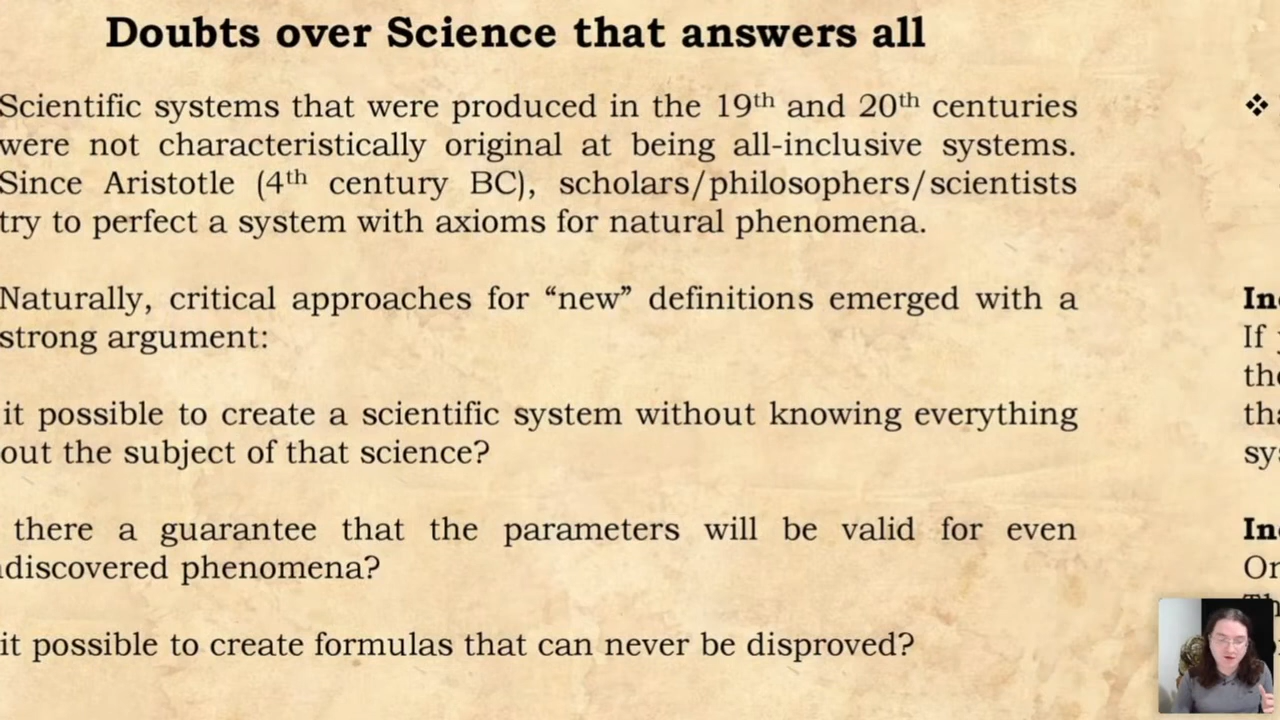 Doubts over Science that answers all
Scientific systems that were produced in the 19th and 20th centuries
were not characteristically original at being all-inclusive systems.
Since Aristotle (4th century BC), scholars/philosophers/scientists
try to perfect a system with axioms for natural phenomena.
Naturally, critical approaches for “new” definitions emerged with a
strong argument:
it possible to create a scientific system without knowing everything
out the subject of that science?
there a guarantee that the parameters will be valid for even
discovered phenomena?
it possible to create formulas that can never be disproved?
❖
If